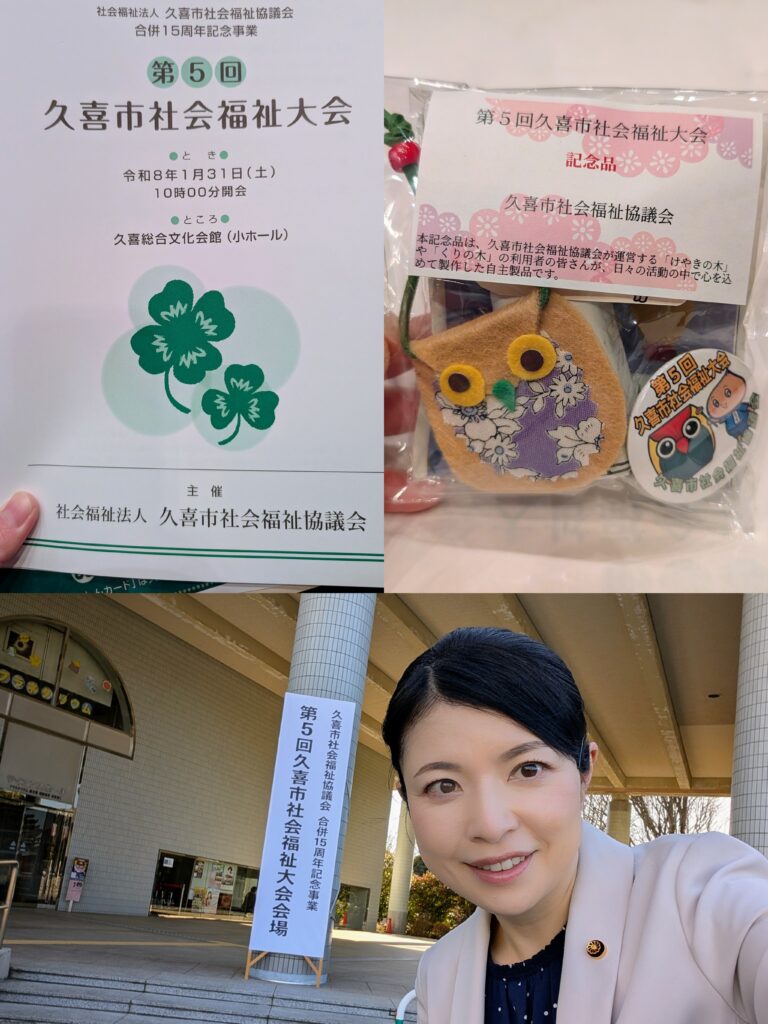 社会福祉法人 久喜市社会福祉協議会
合併15周年記念事業
第5回
久喜市社会福祉大会
●とき●
令和8年1月31日(土)
10時00分開会
●ところ●
久喜総合文化会館(小ホール)
主 催
社会福祉法人 久喜市社会福祉協議会
第5回久喜市社会福祉大会
記念品
久喜市社会福祉協議会
本記念品は、久喜市社会福祉協議会が運営する「けやきの木」
や「くりの木」の利用者の皆さんが、日々の活動の中で心を込
めて製作した自主製品です。
第5回
久喜市社会福祉大会
久喜市社会福祉協議会
久喜市社会福祉協議会 合併15周年記念事業
第5回久喜市社会福祉大会会場
プラネタリウム